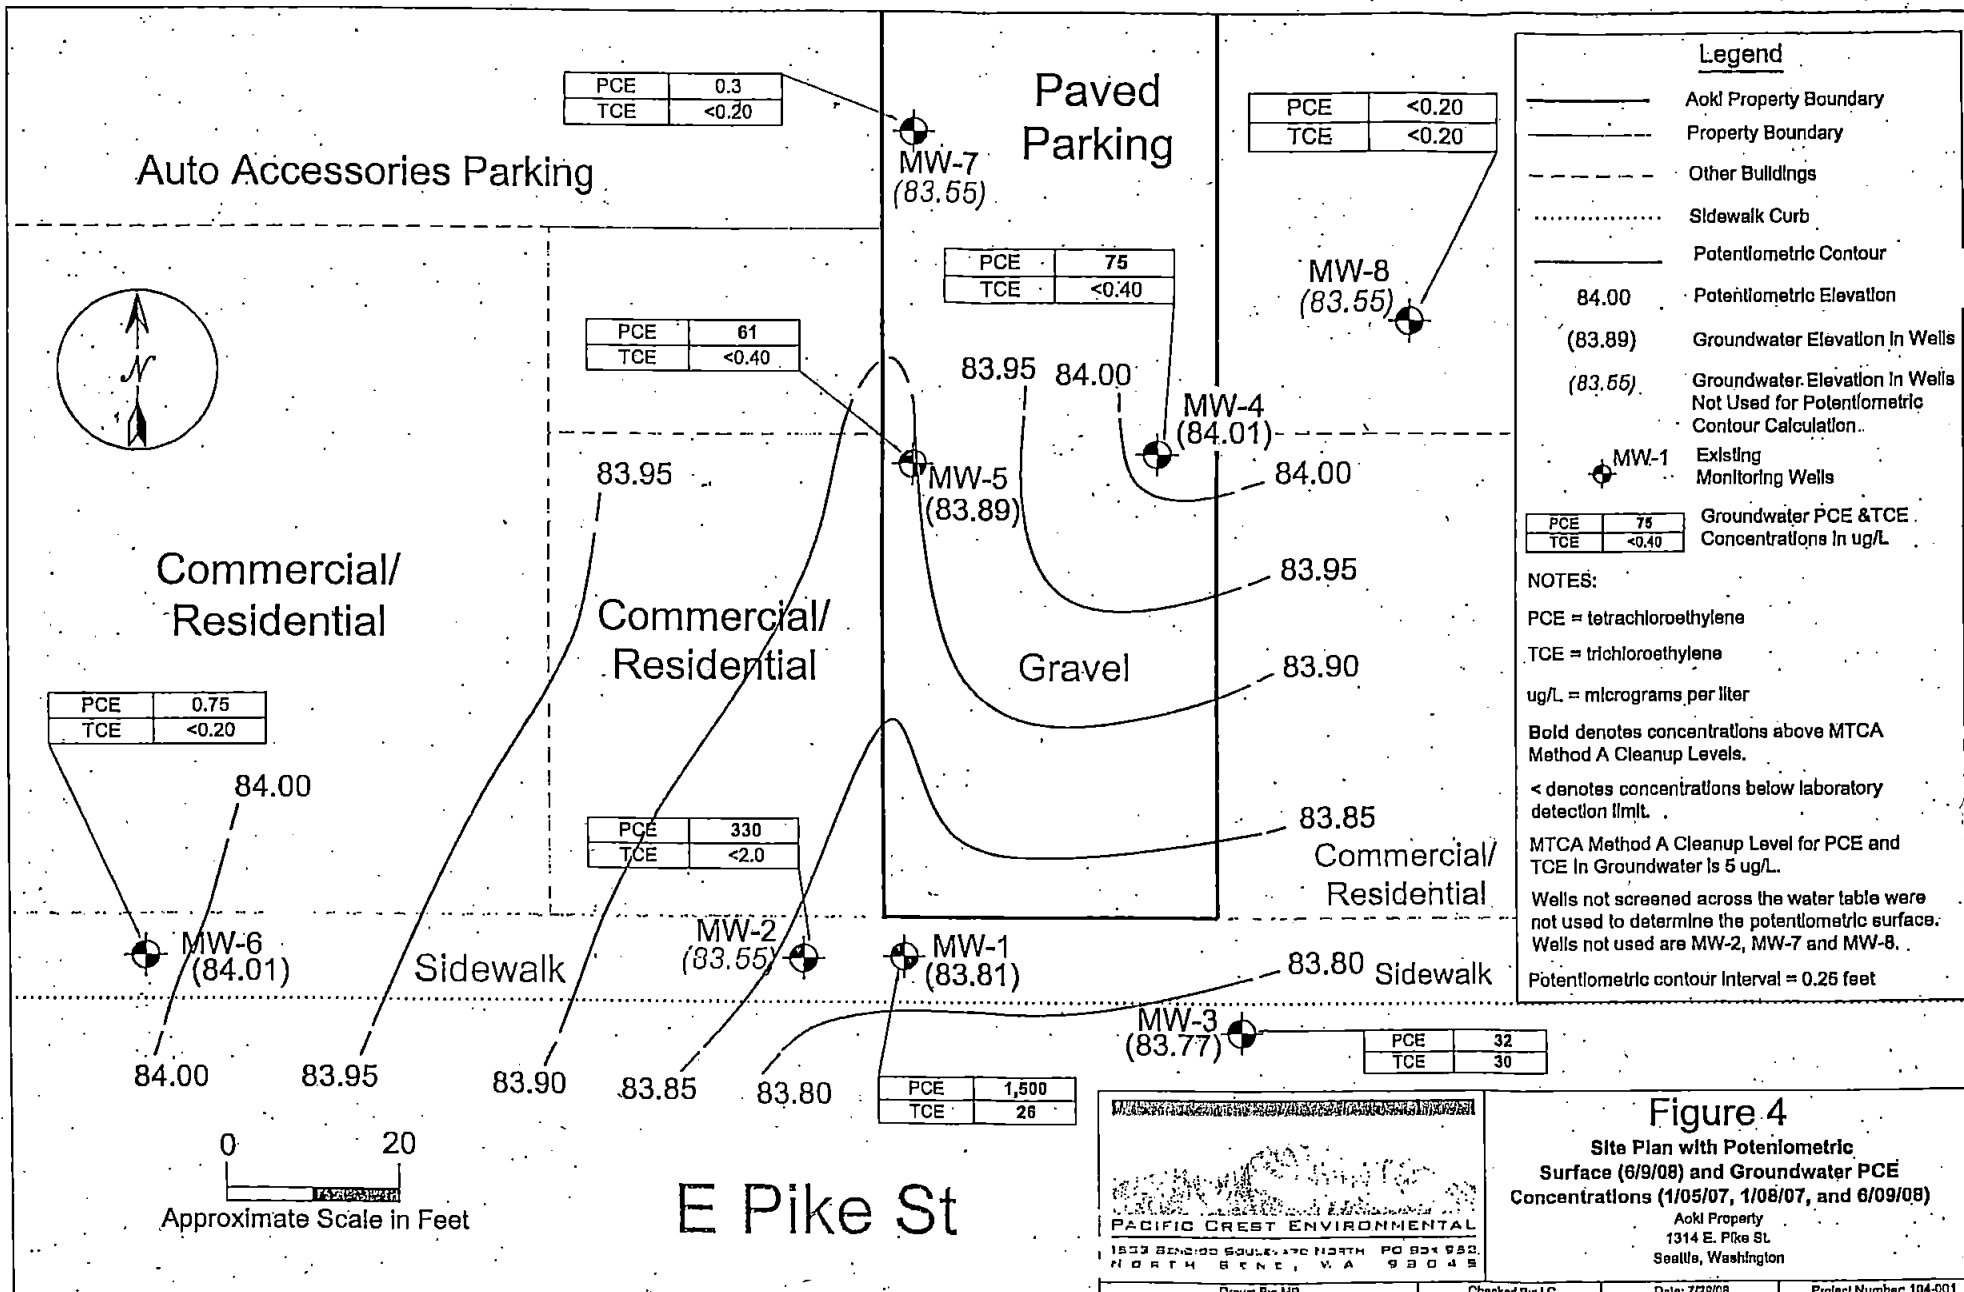 PCE 0.3
TCE <0.20
MW-7
(83.55)
Paved
Parking
PCE <0.20
TCE <0.20
MW-8
(83.55)
Auto Accessories Parking
N
PCE 61
TCE <0.40
PCE 75
TCE <0.40
83.95 84.00
MW-4
(84.01)
84.00
MW-5
(83.89)
83.95
83.95
Commercial/
Residential
Commercial/
Residential
Gravel
83.90
PCE 0.75
TCE <0.20
84.00
PCE 330
TCE <2.0
83.85
Commercial/
Residential
MW-6
(84.01)
Sidewalk
MW-2
(83.55)
MW-1
(83.81)
83.80 Sidewalk
MW-3
(83.77)
PCE 32
TCE 30
84.00 83.95 83.90 83.85 83.80
PCE 1,500
TCE 26
0 20
Approximate Scale in Feet
E Pike St
Legend
Aoki Property Boundary
Property Boundary
Other Buildings
Sidewalk Curb
Potentiometric Contour
84.00 Potentiometric Elevation
(83.89) Groundwater Elevation In Wells
(83.55) Groundwater Elevation In Wells
Not Used for Potentiometric
Contour Calculation.
MW-1 Existing
Monitoring Wells
PCE 75
TCE <0.40
Groundwater PCE &TCE
Concentrations In ug/L
NOTES:
PCE = tetrachloroethylene
TCE = trichloroethylene
ug/L = micrograms per liter
Bold denotes concentrations above MTCA
Method A Cleanup Levels.
< denotes concentrations below laboratory
detection limit.
MTCA Method A Cleanup Level for PCE and
TCE In Groundwater is 5 ug/L.
Wells not screened across the water table were
not used to determine the potentiometric surface.
Wells not used are MW-2, MW-7 and MW-8.
Potentiometric contour Interval = 0.25 feet
PACIFIC CREST ENVIRONMENTAL
NORTH PO
NORTH
Figure 4
Site Plan with Poteniometric
Surface (6/9/08) and Groundwater PCE
Concentrations (1/05/07, 1/08/07, and 6/09/08)
Aoki Property
1314 E. Pike St.
Seattle, Washington
Date: 7/29/08 Project Number: 104-001